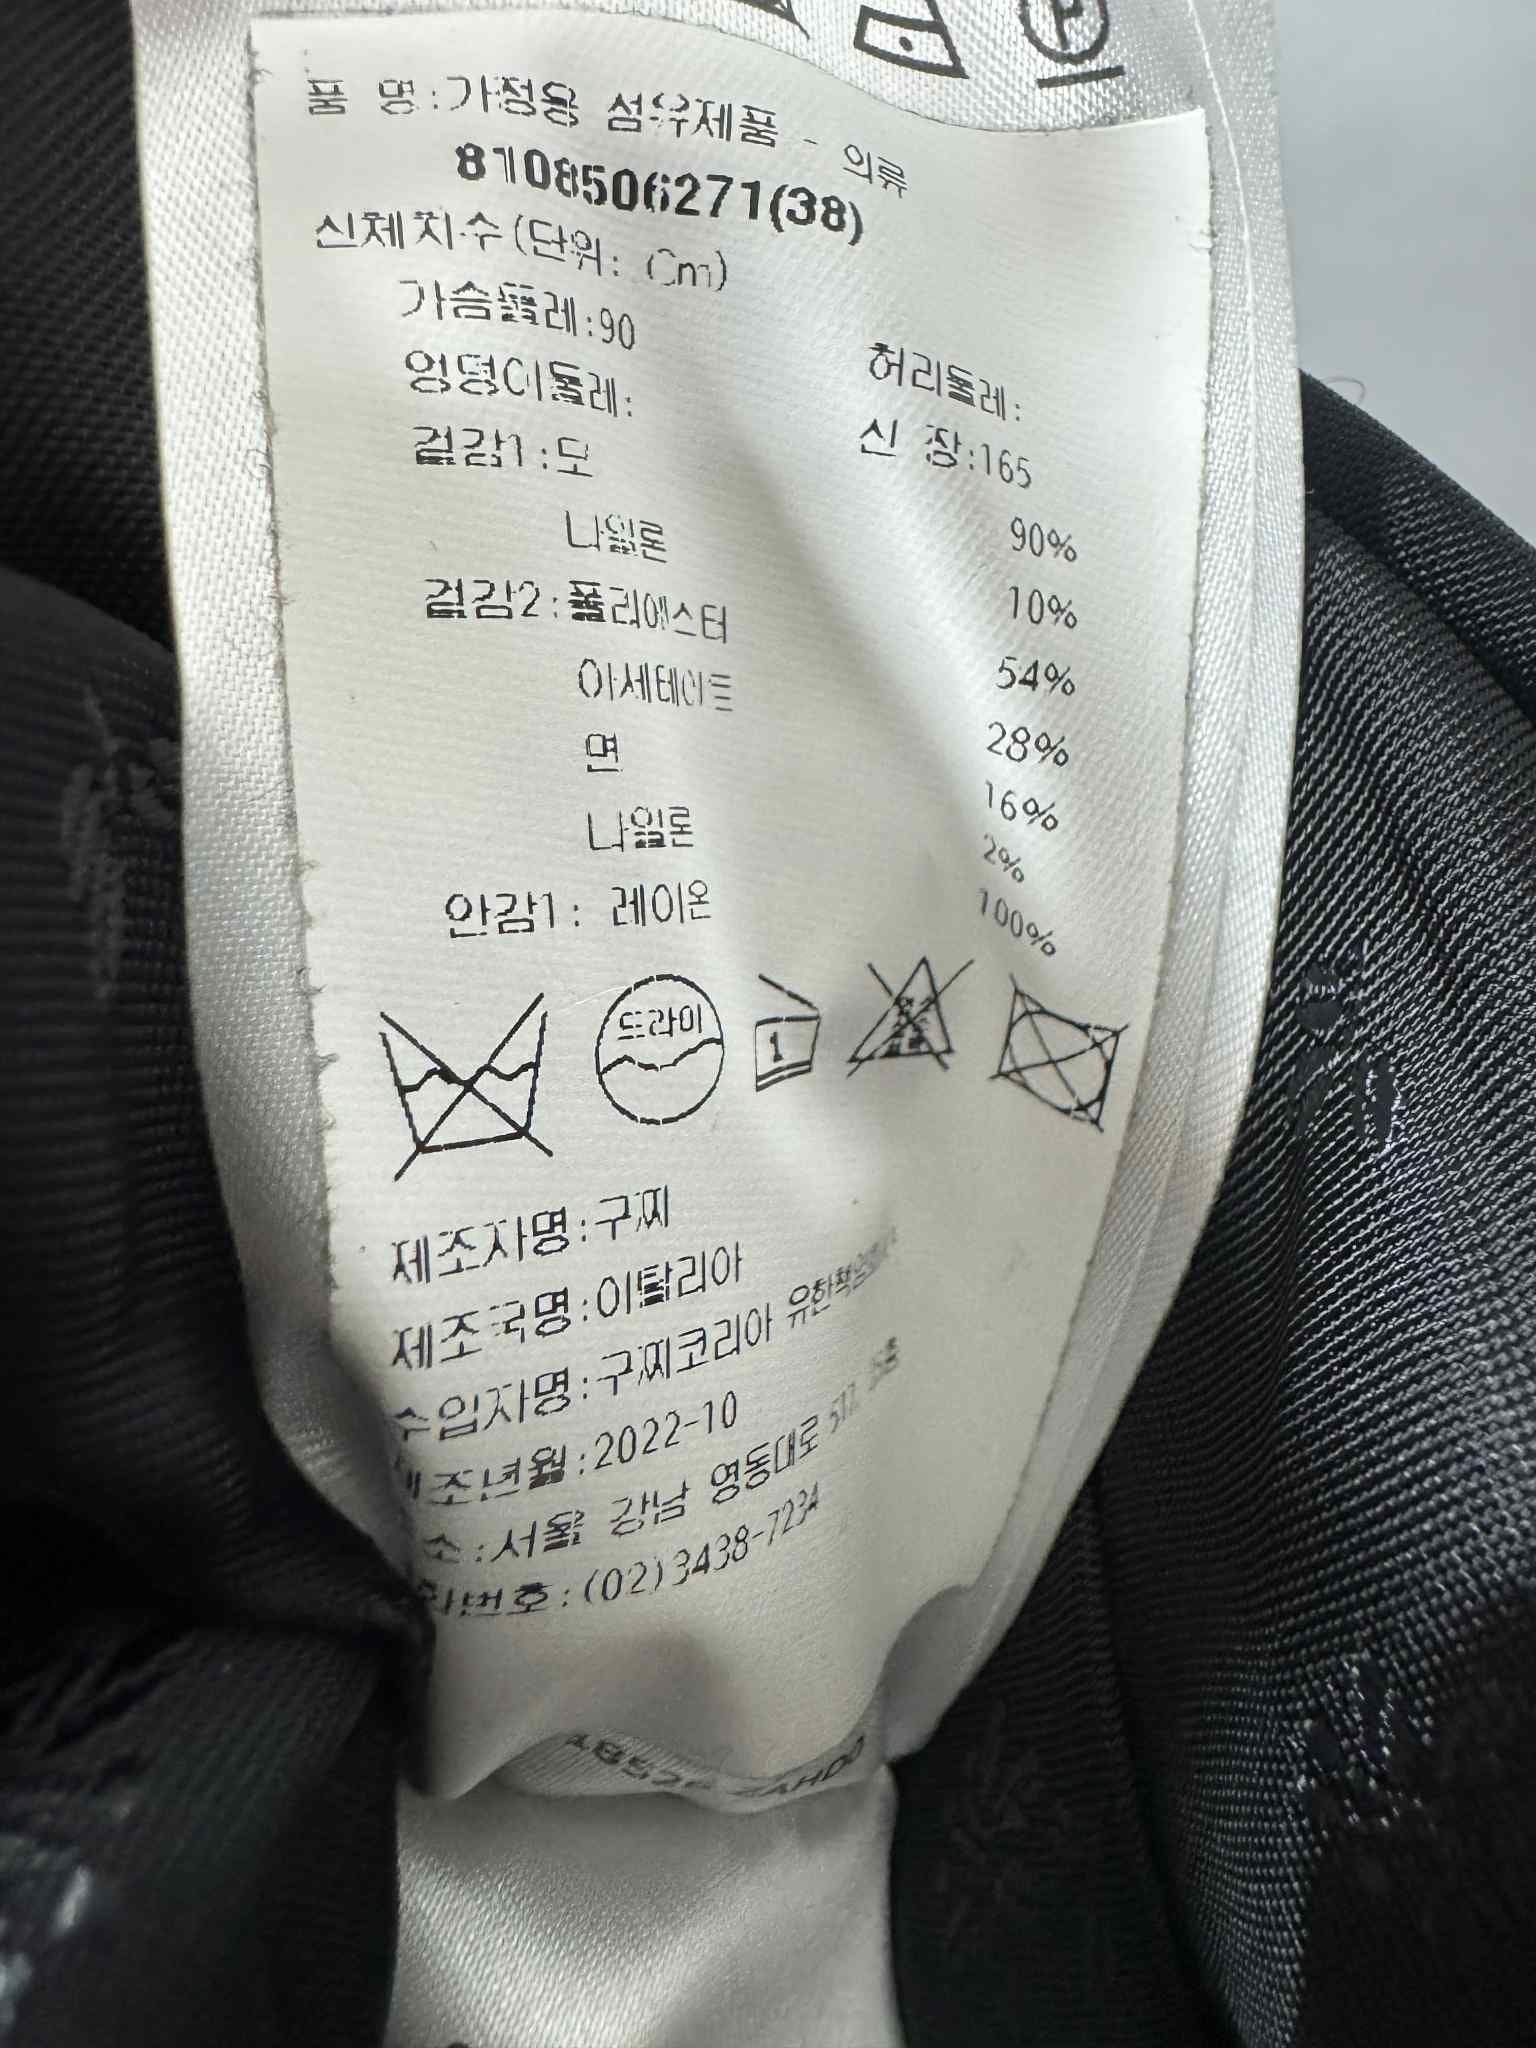 품 명:가정용 섬유제품 - 의류
8108506271(38)
신체치수(단위: Cm)
가슴둘레:90
허리둘레:
엉덩이둘레:
신 장:165
겉감1:모 90%
나일론 10%
겉감2:폴리에스터 54%
아세테이트 28%
면 16%
나일론 2%
안감1: 레이온 100%
드라이
1
제조자명:구찌
제조국명:이탈리아
수입자명:구찌코리아
제조년월:2022-10
소:서울 강남 영동대로
번호:(02)3438-7234